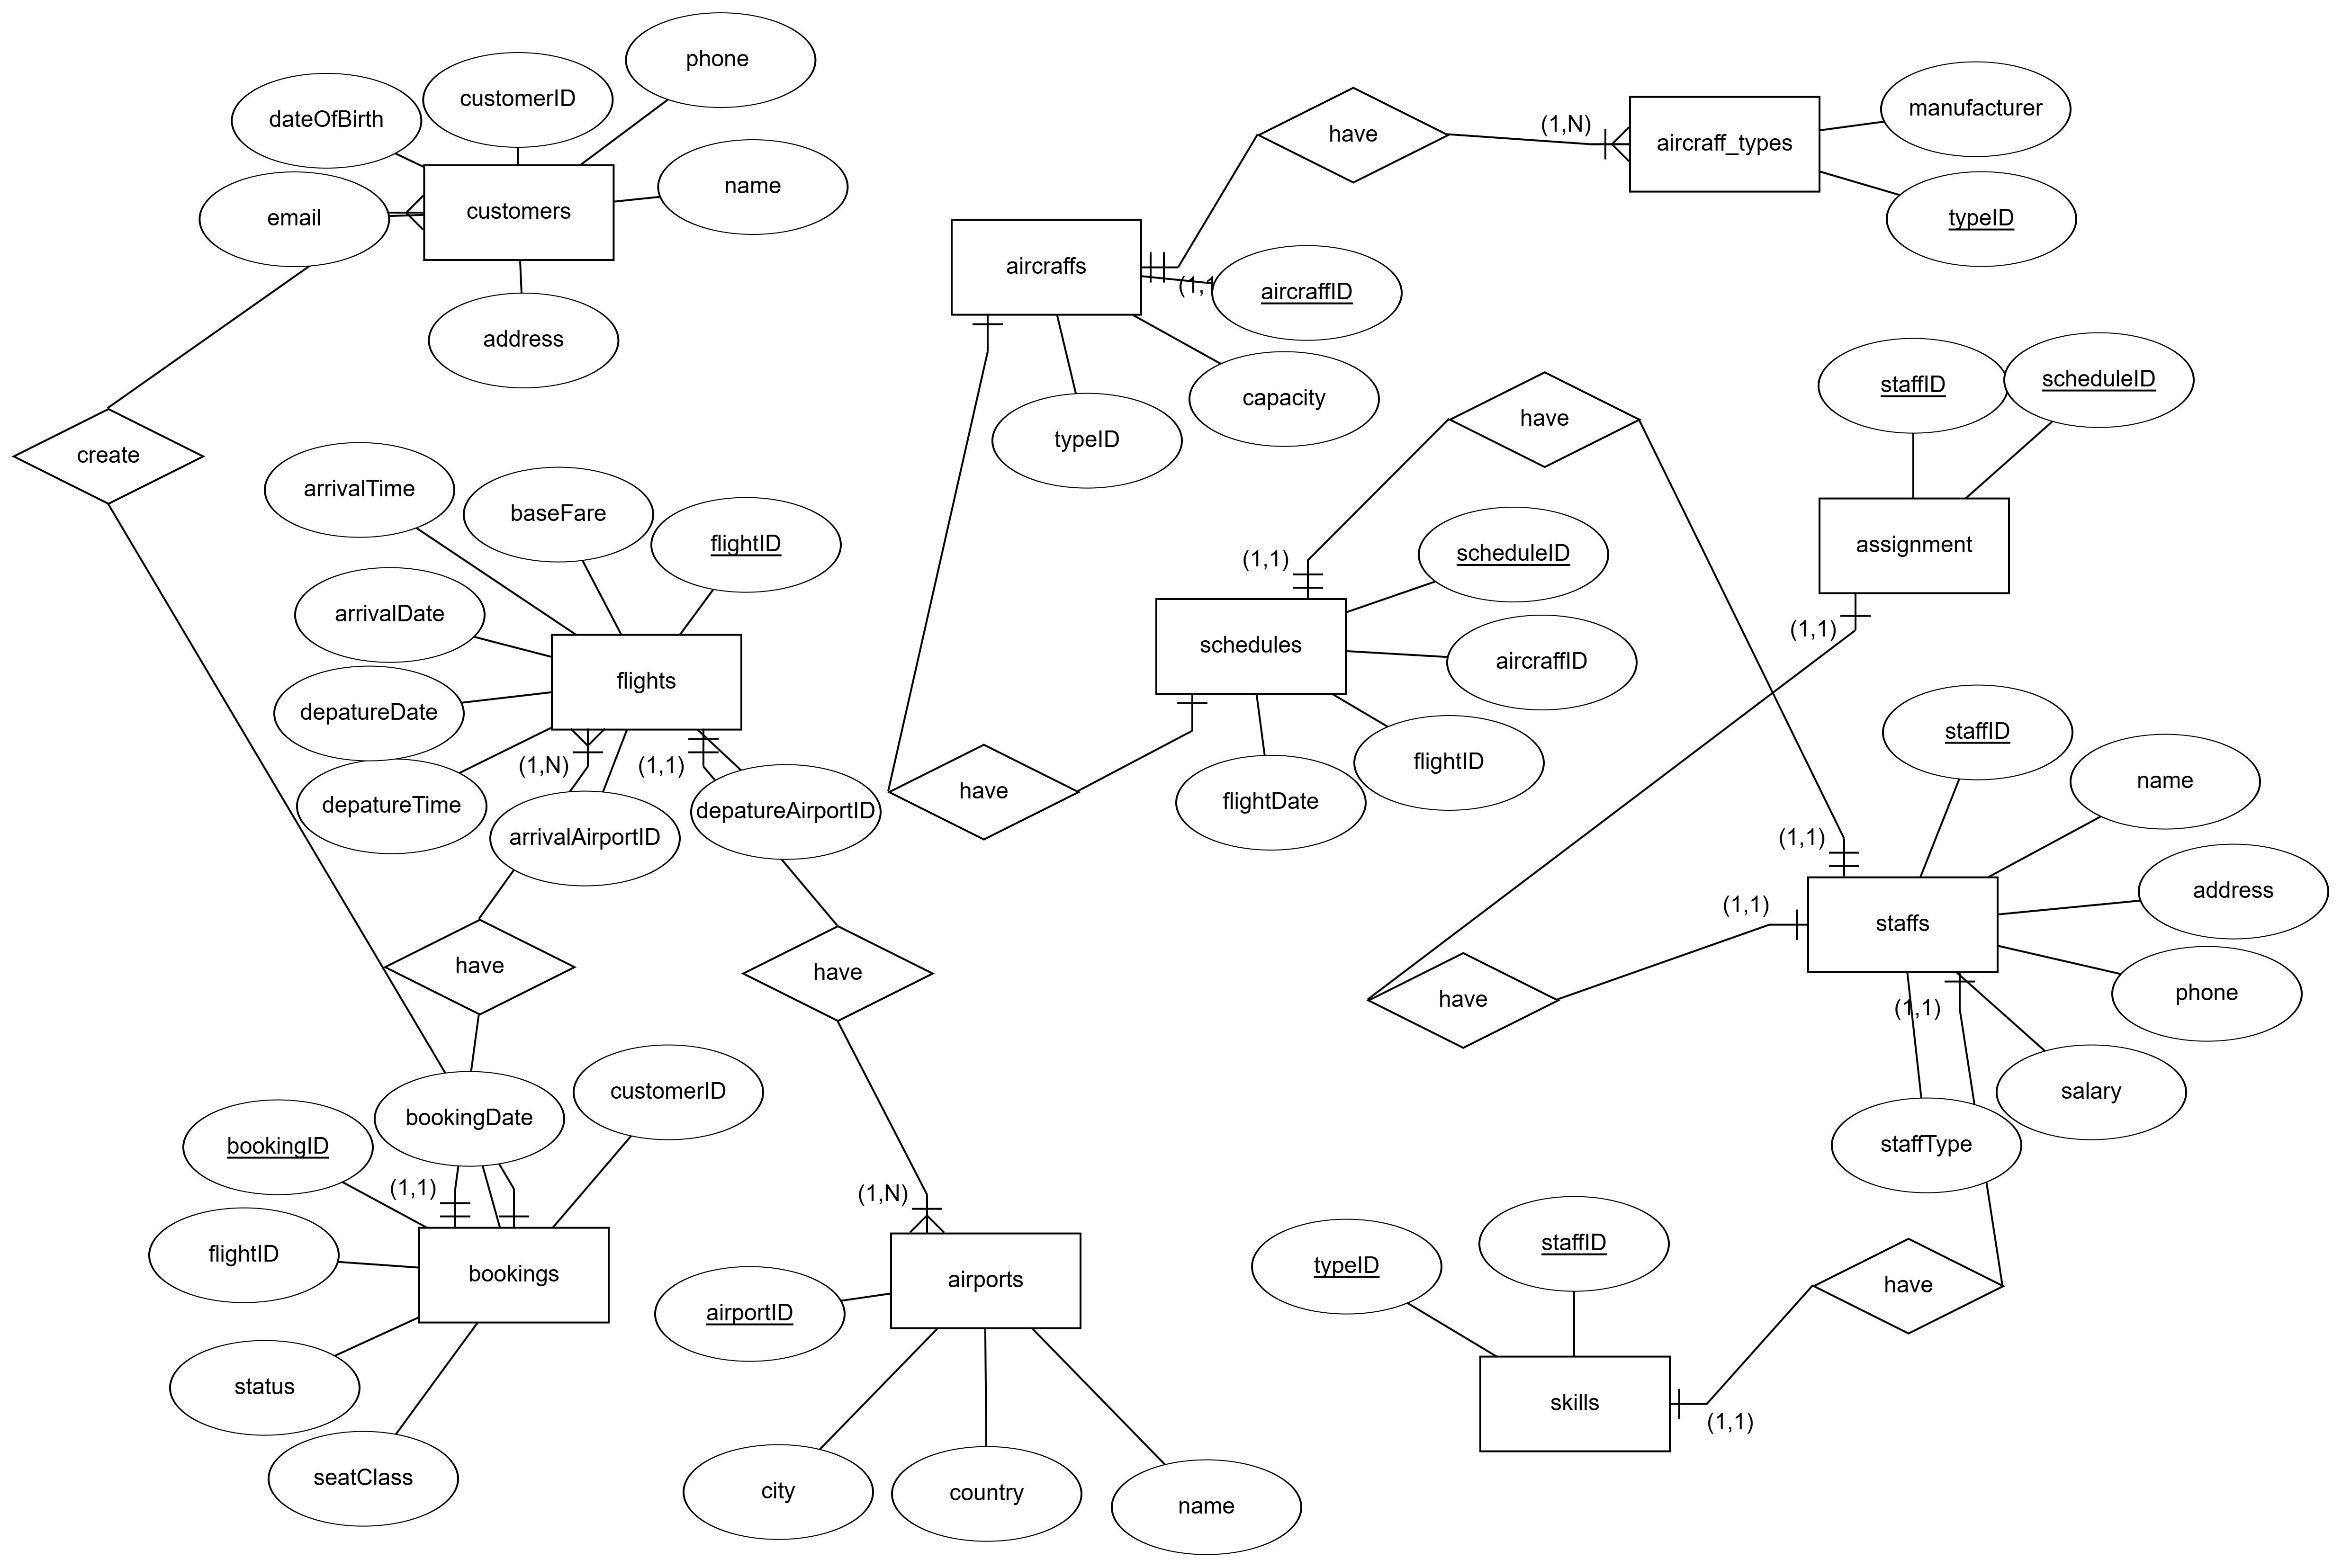 phone
customerID
dateOfBirth
name
email
customers
address
create
manufacturer
(1,N)
have
aircraff_types
typeID
aircraffs
(1,1
aircraffID
capacity
typeID
staffID
scheduleID
have
assignment
(1,1)
arrivalTime
baseFare
flightID
arrivalDate
flights
depatureDate
(1,N)
(1,1)
depatureTime
depatureAirportID
arrivalAirportID
(1,1)
scheduleID
schedules
aircraffID
flightID
have
flightDate
staffID
name
(1,1)
address
(1,1)
staffs
phone
have
(1,1)
salary
staffType
have
have
customerID
bookingDate
bookingID
(1,1)
flightID
bookings
status
seatClass
(1,N)
airports
airportID
city
country
name
staffID
typeID
have
skills
(1,1)